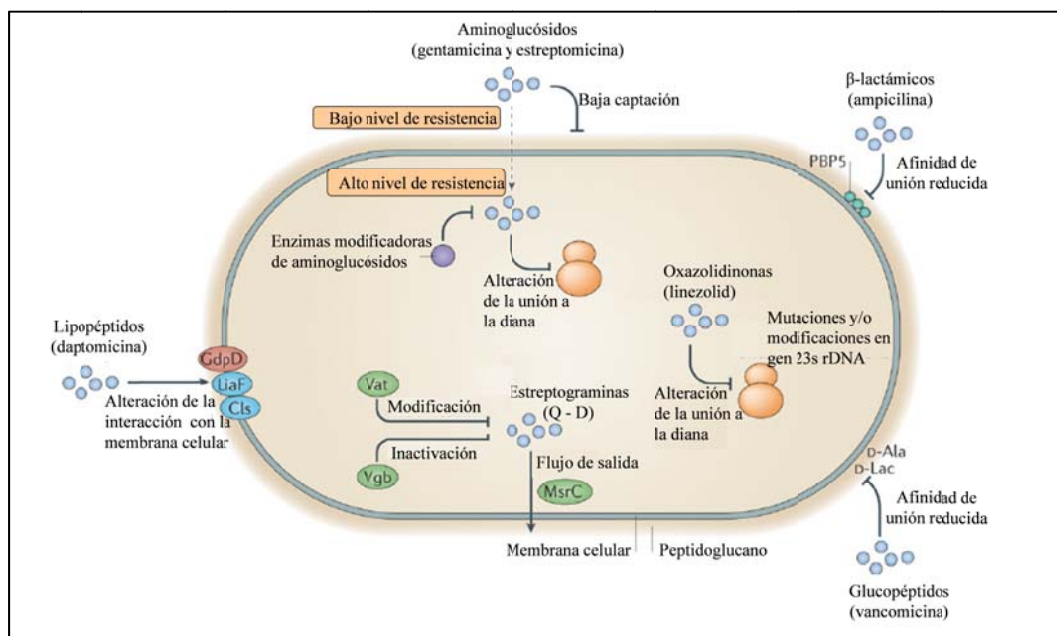 Aminoglucósidos
(gentamicina y estreptomicina)
Baja captación
Bajo nivel de resistencia
Alto nivel de resistencia
Enzimas modificadoras
de aminoglucósidos
Alteración
de la unión a
la diana
β-lactámicos
(ampicilina)
PBP5
Afinidad de
unión reducida
Oxazolidinonas
(linezolid)
Mutaciones y/o
modificaciones en
gen 23s rDNA
Alteración
de la unión a
la diana
Lipopéptidos
(daptomicina)
GdpD
LiaF
Cls
Alteración de la
interacción con la
membrana celular
Vat
Modificación
Inactivación
Vgb
Estreptograminas
(Q - D)
Flujo de salida
MsrC
Membrana celular
Peptidoglucano
D-Ala
D-Lac
Afinidad de
unión reducida
Glucopéptidos
(vancomicina)